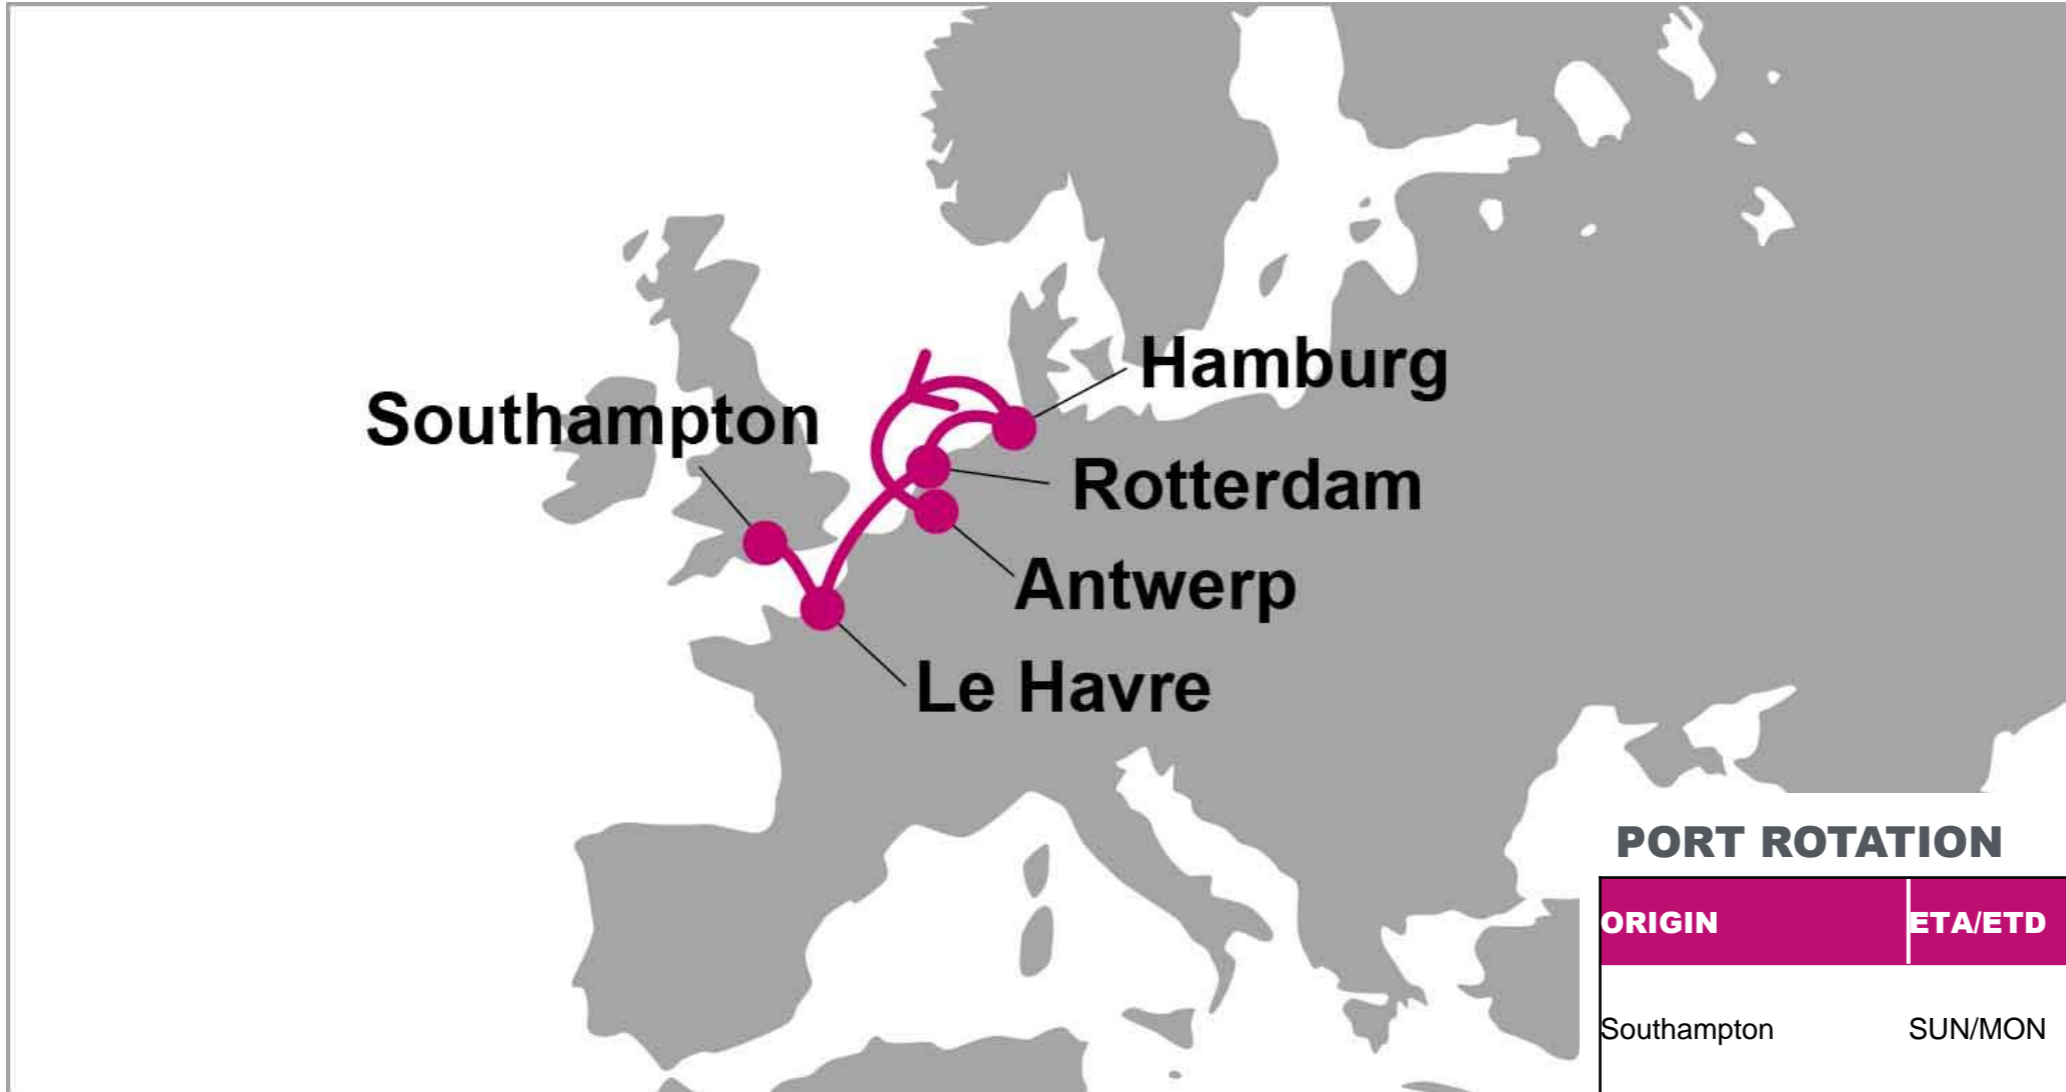 Hamburg
Southampton
Rotterdam
Antwerp
Le Havre
PORT ROTATION
ORIGIN ETA/ETD
Southampton SUN/MON